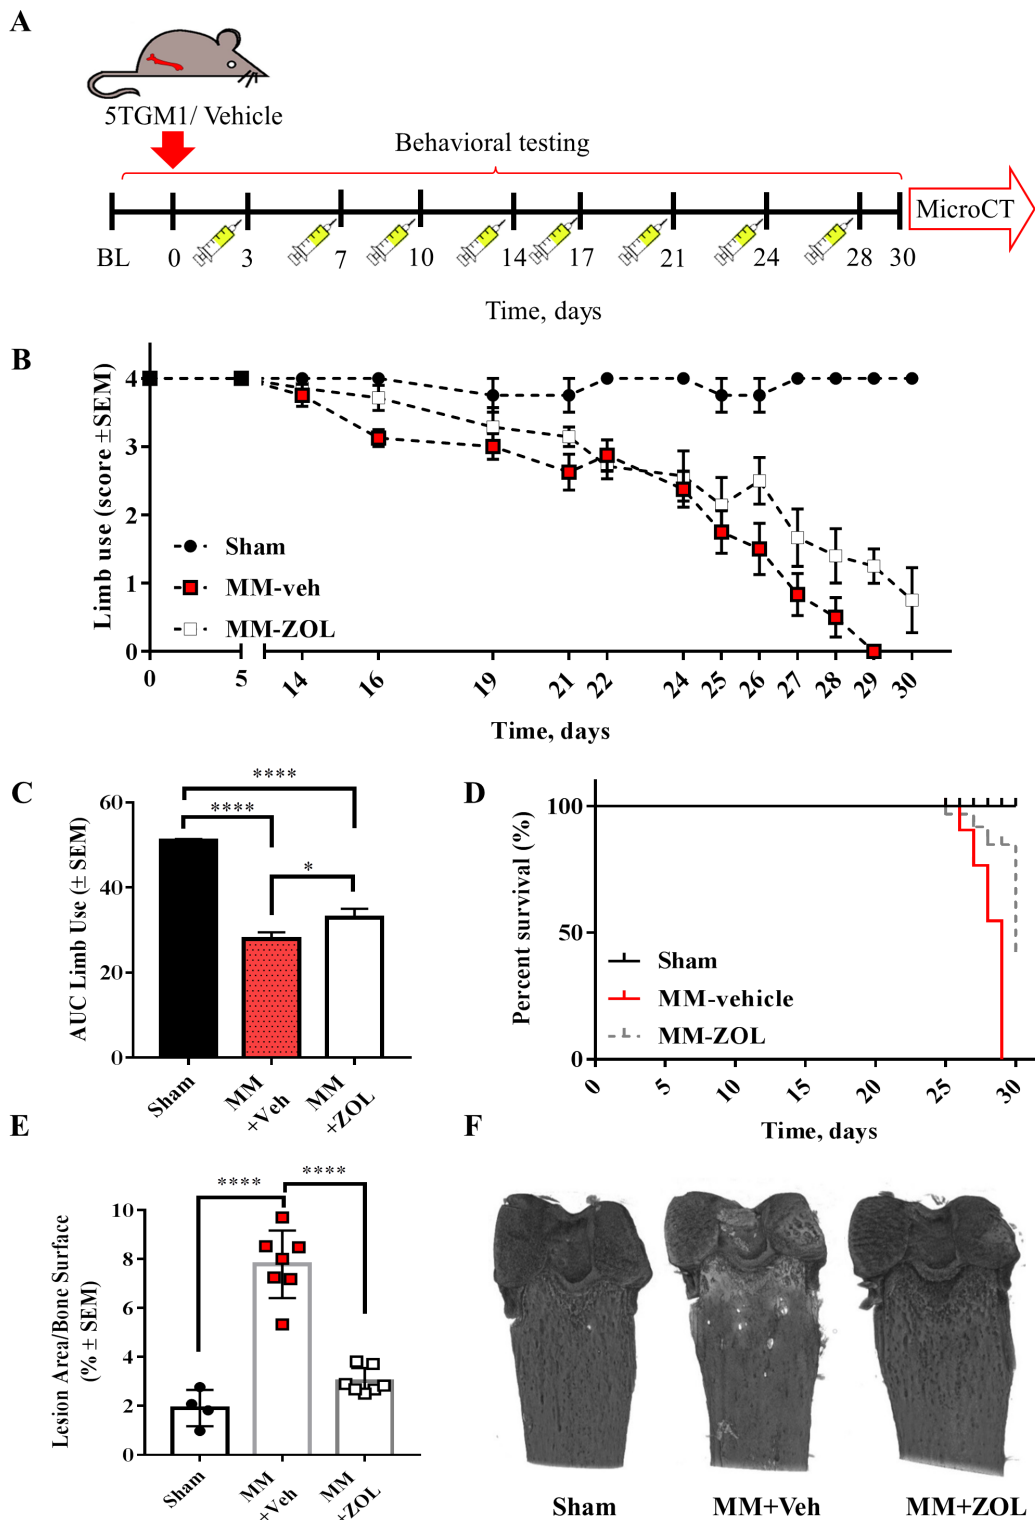 A
5TGM1/ Vehicle
Behavioral testing
MicroCT
BL 0 3 7 10 14 17 21 24 28 30
Time, days
B
Limb use (score ±SEM)
4
3
2
1
0
Sham
MM-veh
MM-ZOL
0 5 14 16 19 21 22 24 25 26 27 28 29 30
Time, days
C
AUC Limb Use (± SEM)
60
40
20
0
****
****
*
Sham
MM
+Veh
MM
+ZOL
D
Percent survival (%)
100
50
0
Sham
MM-vehicle
MM-ZOL
0 5 10 15 20 25 30
Time, days
E
Lesion Area/Bone Surface
(% ± SEM)
10
8
6
4
2
0
****
****
Sham
MM
+Veh
MM
+ZOL
F
Sham MM+Veh MM+ZOL